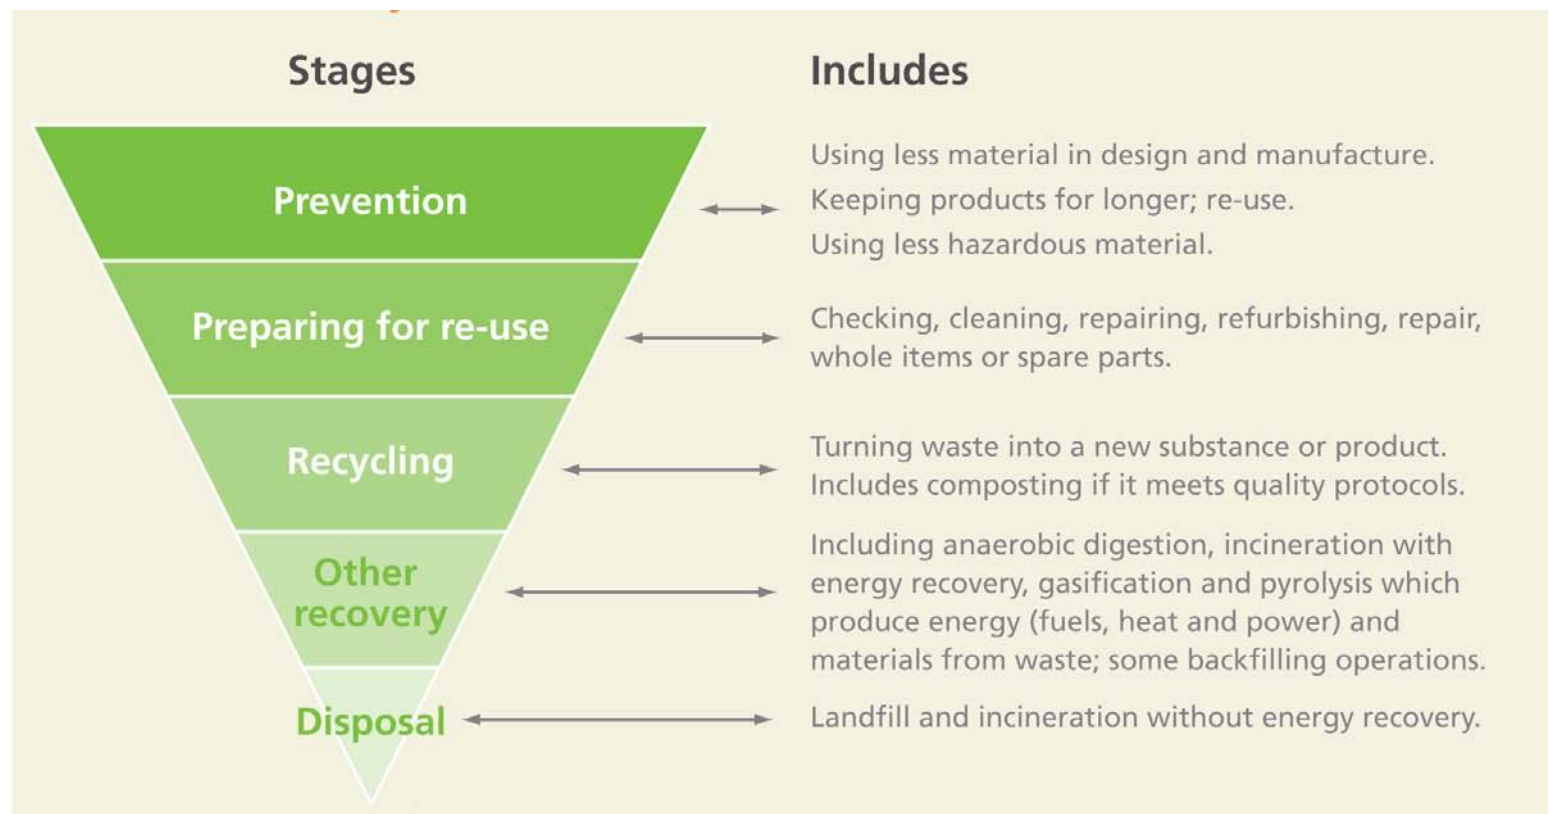 Stages
Includes
Prevention
Using less material in design and manufacture.
Keeping products for longer; re-use.
Using less hazardous material.
Preparing for re-use
Checking, cleaning, repairing, refurbishing, repair,
whole items or spare parts.
Recycling
Turning waste into a new substance or product.
Includes composting if it meets quality protocols.
Other
recovery
Including anaerobic digestion, incineration with
energy recovery, gasification and pyrolysis which
produce energy (fuels, heat and power) and
materials from waste; some backfilling operations.
Disposal
Landfill and incineration without energy recovery.